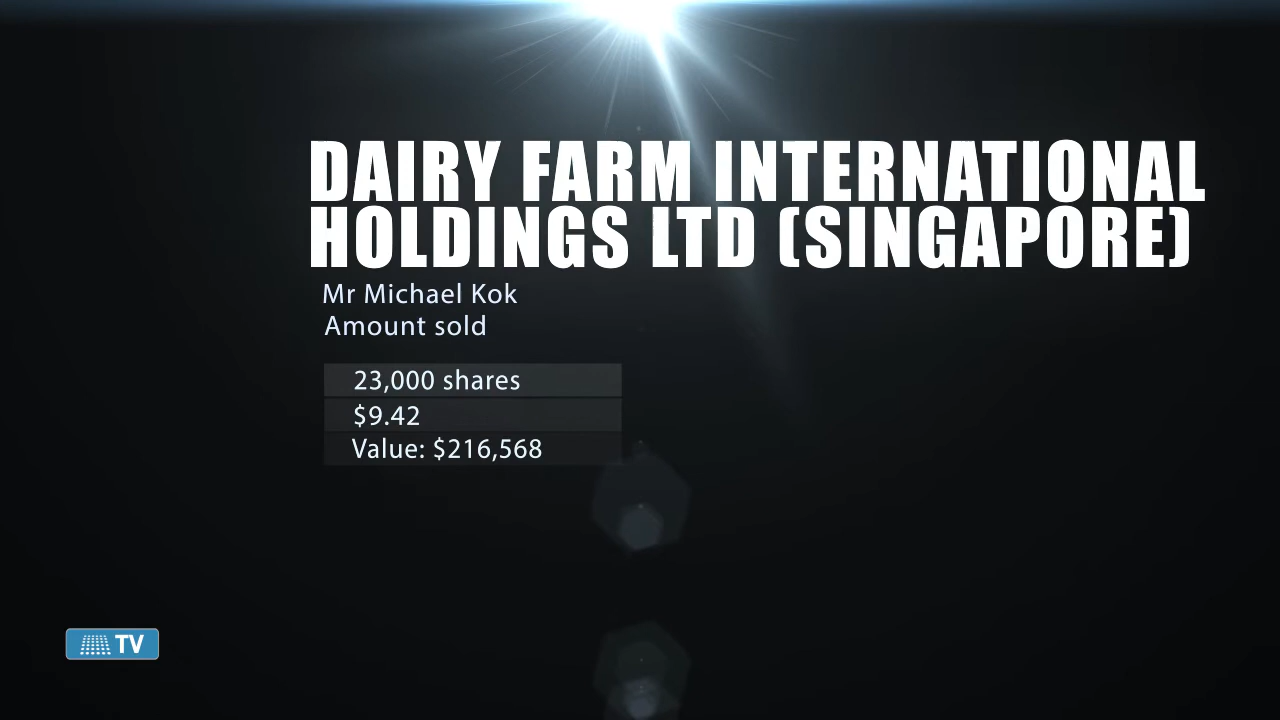 DAIRY FARM INTERNATIONAL
HOLDINGS LTD (SINGAPORE)
Mr Michael Kok
Amount sold
23,000 shares
$9.42
Value: $216,568
TV